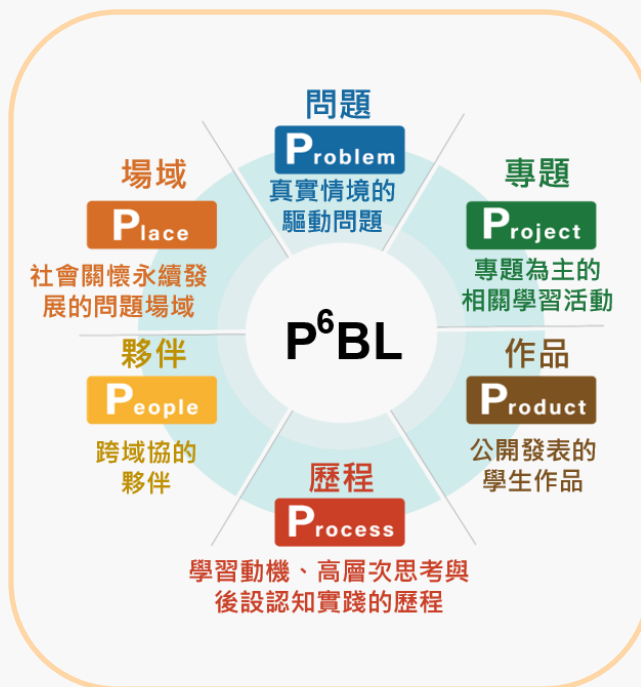 問題
Problem
真實情境的
驅動問題
專題
Project
專題為主的
相關學習活動
作品
Product
公開發表的
學生作品
歷程
Process
學習動機、高層次思考與
後設認知實踐的歷程
夥伴
People
跨域協的
夥伴
場域
Place
社會關懷永續發
展的問題場域
P⁶BL